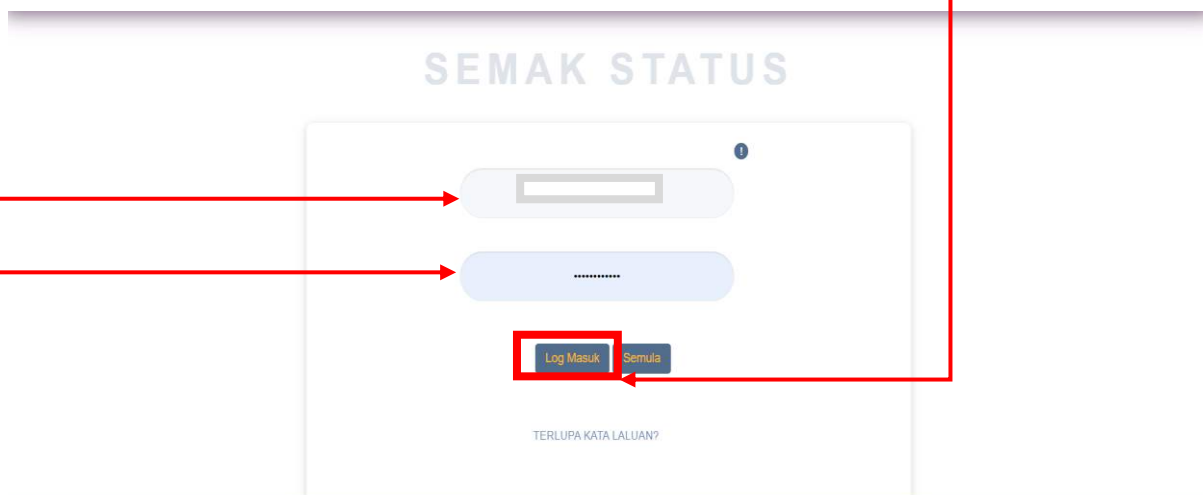 SEMAK STATUS
!
••••••••••••
Log Masuk Semula
TERLUPA KATA LALUAN?